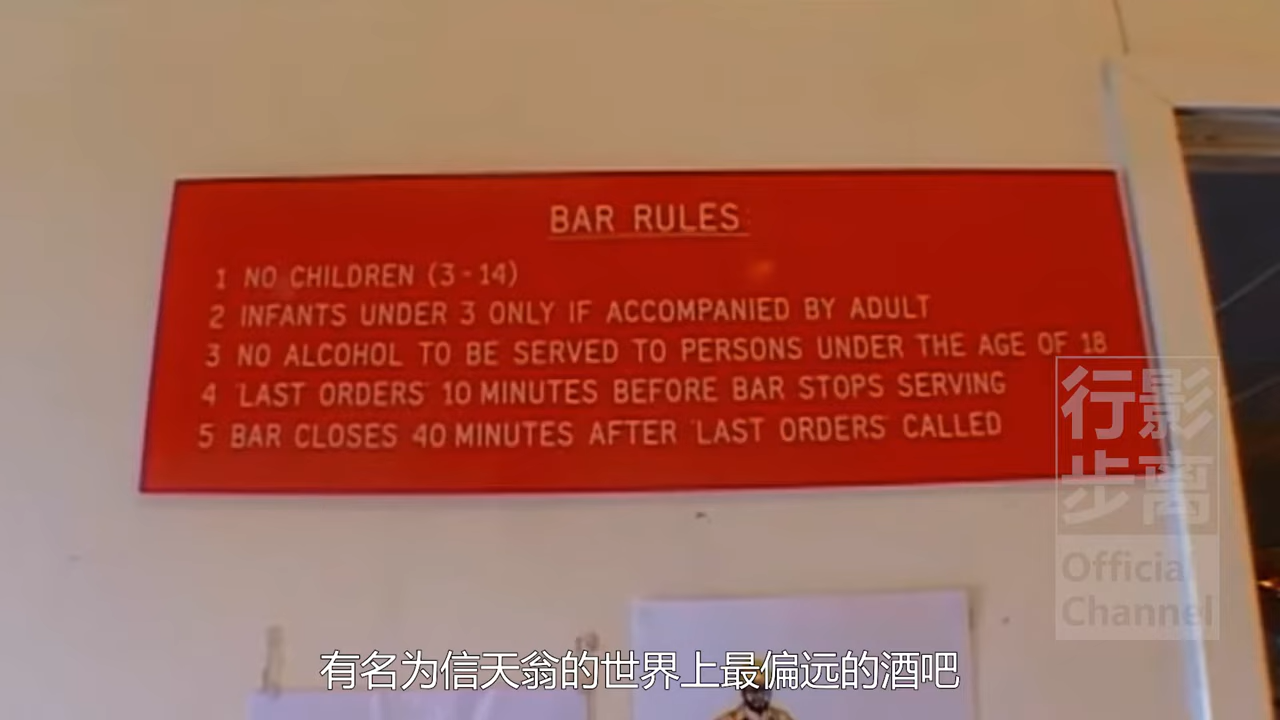 BAR RULES
1 NO CHILDREN (3-14)
2 INFANTS UNDER 3 ONLY IF ACCOMPANIED BY ADULT
3 NO ALCOHOL TO BE SERVED TO PERSONS UNDER THE AGE OF 18
4 'LAST ORDERS' 10 MINUTES BEFORE BAR STOPS SERVING
5 BAR CLOSES 40 MINUTES AFTER 'LAST ORDERS' CALLED
行影
步离
Official
Channel
有名为信天翁的世界上最偏远的酒吧